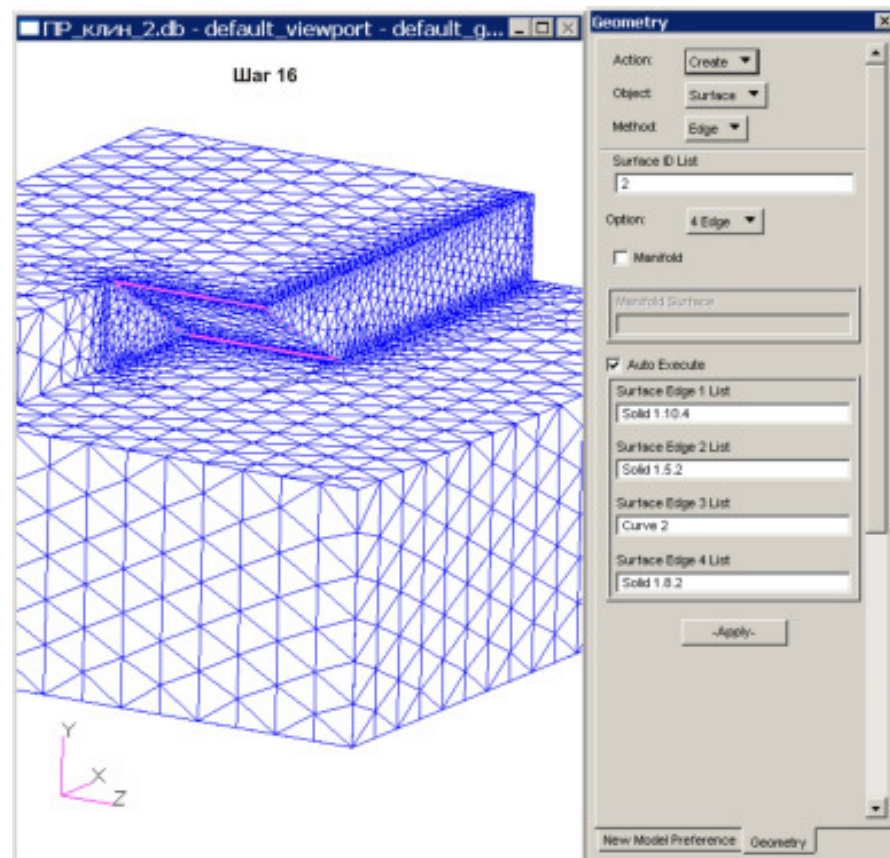 ПР_клин_2.db - default_viewport - default_g...
Шаг 16
Y
X
Z
Geometry
Action: Create
Object: Surface
Method: Edge
Surface ID List
2
Option: 4 Edge
Manifold
Manifold Surface
Auto Execute
Surface Edge 1 List
Solid 1.10.4
Surface Edge 2 List
Solid 1.5.2
Surface Edge 3 List
Curve 2
Surface Edge 4 List
Solid 1.8.2
-Apply-
New Model Preference
Geometry